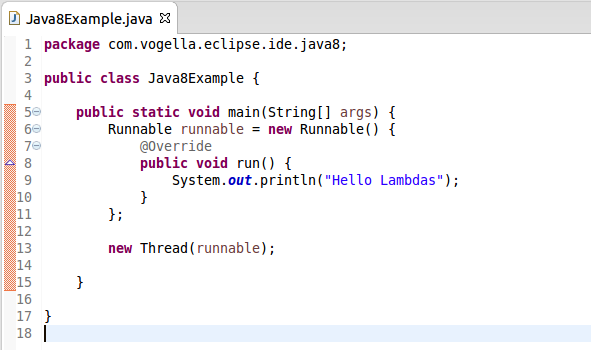 Java8Example.java
1 package com.vogella.eclipse.ide.java8;
2
3 public class Java8Example {
4
5     public static void main(String[] args) {
6         Runnable runnable = new Runnable() {
7             @Override
8             public void run() {
9                 System.out.println("Hello Lambdas");
10             }
11         };
12
13         new Thread(runnable);
14
15     }
16
17 }
18